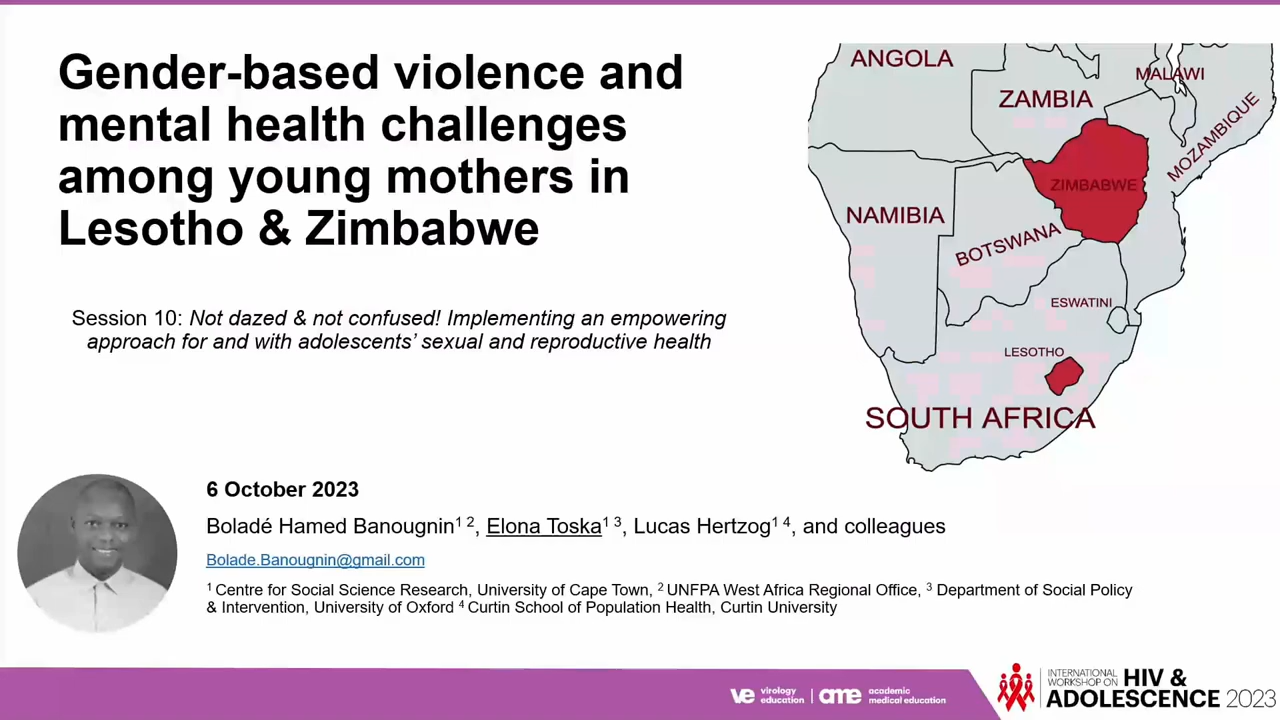 Gender-based violence and
mental health challenges
among young mothers in
Lesotho & Zimbabwe
Session 10: Not dazed & not confused! Implementing an empowering
approach for and with adolescents’ sexual and reproductive health
ANGOLA
ZAMBIA
MALAWI
MOZAMBIQUE
ZIMBABWE
NAMIBIA
BOTSWANA
ESWATINI
LESOTHO
SOUTH AFRICA
6 October 2023
Boladé Hamed Banougnin¹ ², Elona Toska¹ ³, Lucas Hertzog¹ ⁴, and colleagues
Bolade.Banougnin@gmail.com
¹ Centre for Social Science Research, University of Cape Town, ² UNFPA West Africa Regional Office, ³ Department of Social Policy
& Intervention, University of Oxford ⁴ Curtin School of Population Health, Curtin University
ve virology education | ame academic medical education
INTERNATIONAL WORKSHOP ON HIV &
ADOLESCENCE 2023